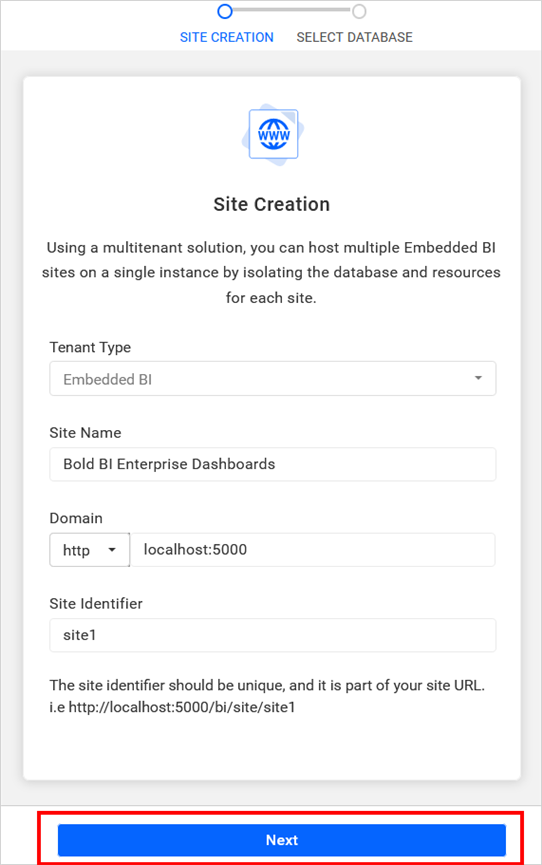 SITE CREATION SELECT DATABASE
WWW
Site Creation
Using a multitenant solution, you can host multiple Embedded BI
sites on a single instance by isolating the database and resources
for each site.
Tenant Type
Embedded BI
Site Name
Bold BI Enterprise Dashboards
Domain
http localhost:5000
Site Identifier
site1
The site identifier should be unique, and it is part of your site URL.
i.e http://localhost:5000/bi/site/site1
Next